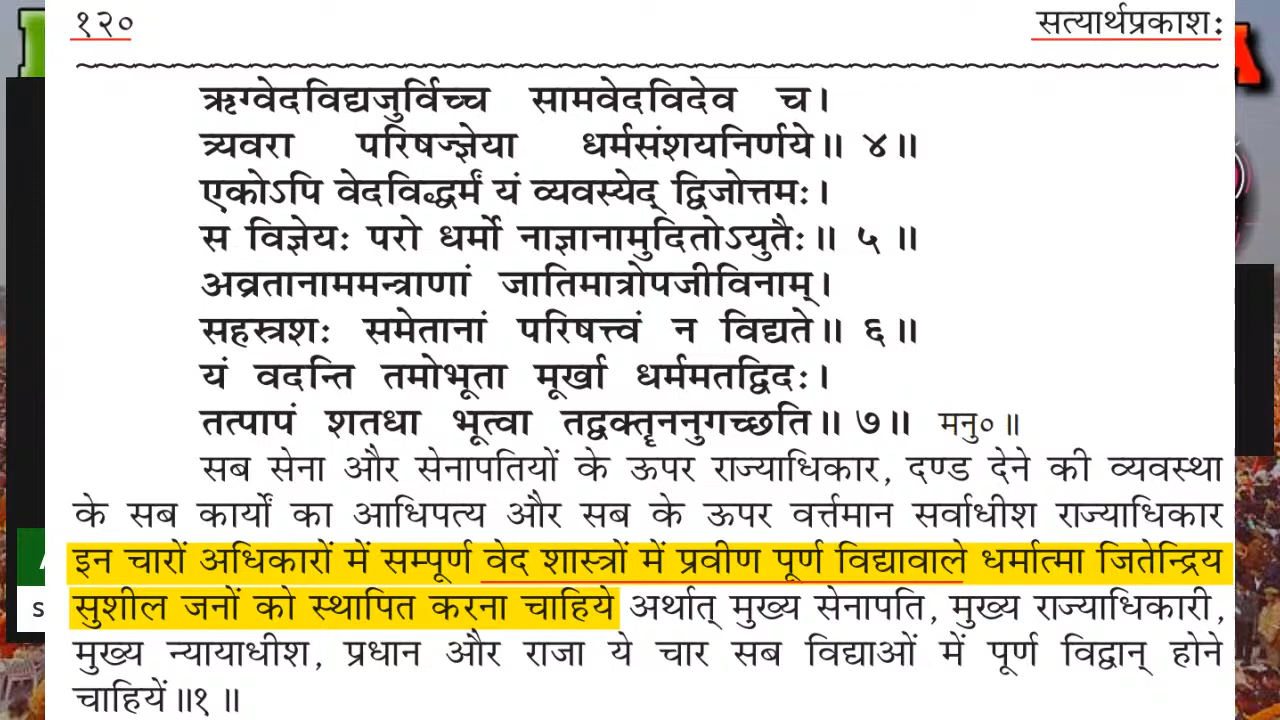 १२० सत्यार्थप्रकाशः
ऋग्वेदविद्यजुर्विच्च सामवेदविदेव च।
त्र्यवरा परिषज्ज्ञेया धर्मसंशयनिर्णये॥ ४॥
एकोऽपि वेदविद्धर्मं यं व्यवस्येद् द्विजोत्तमः।
स विज्ञेयः परो धर्मो नाज्ञानामुदितोऽयुतैः॥ ५ ॥
अव्रतानाममन्त्राणां जातिमात्रोपजीविनाम्।
सहस्त्रशः समेतानां परिषत्त्वं न विद्यते॥ ६॥
यं वदन्ति तमोभूता मूर्खा धर्ममतद्विदः।
तत्पापं शतधा भूत्वा तद्वक्तॄननुगच्छति॥ ७॥ मनु०॥
सब सेना और सेनापतियों के ऊपर राज्याधिकार, दण्ड देने की व्यवस्था
के सब कार्यों का आधिपत्य और सब के ऊपर वर्त्तमान सर्वाधीश राज्याधिकार
इन चारों अधिकारों में सम्पूर्ण वेद शास्त्रों में प्रवीण पूर्ण विद्यावाले धर्मात्मा जितेन्द्रिय
सुशील जनों को स्थापित करना चाहिये अर्थात् मुख्य सेनापति, मुख्य राज्याधिकारी,
मुख्य न्यायाधीश, प्रधान और राजा ये चार सब विद्याओं में पूर्ण विद्वान् होने
चाहियें॥१॥